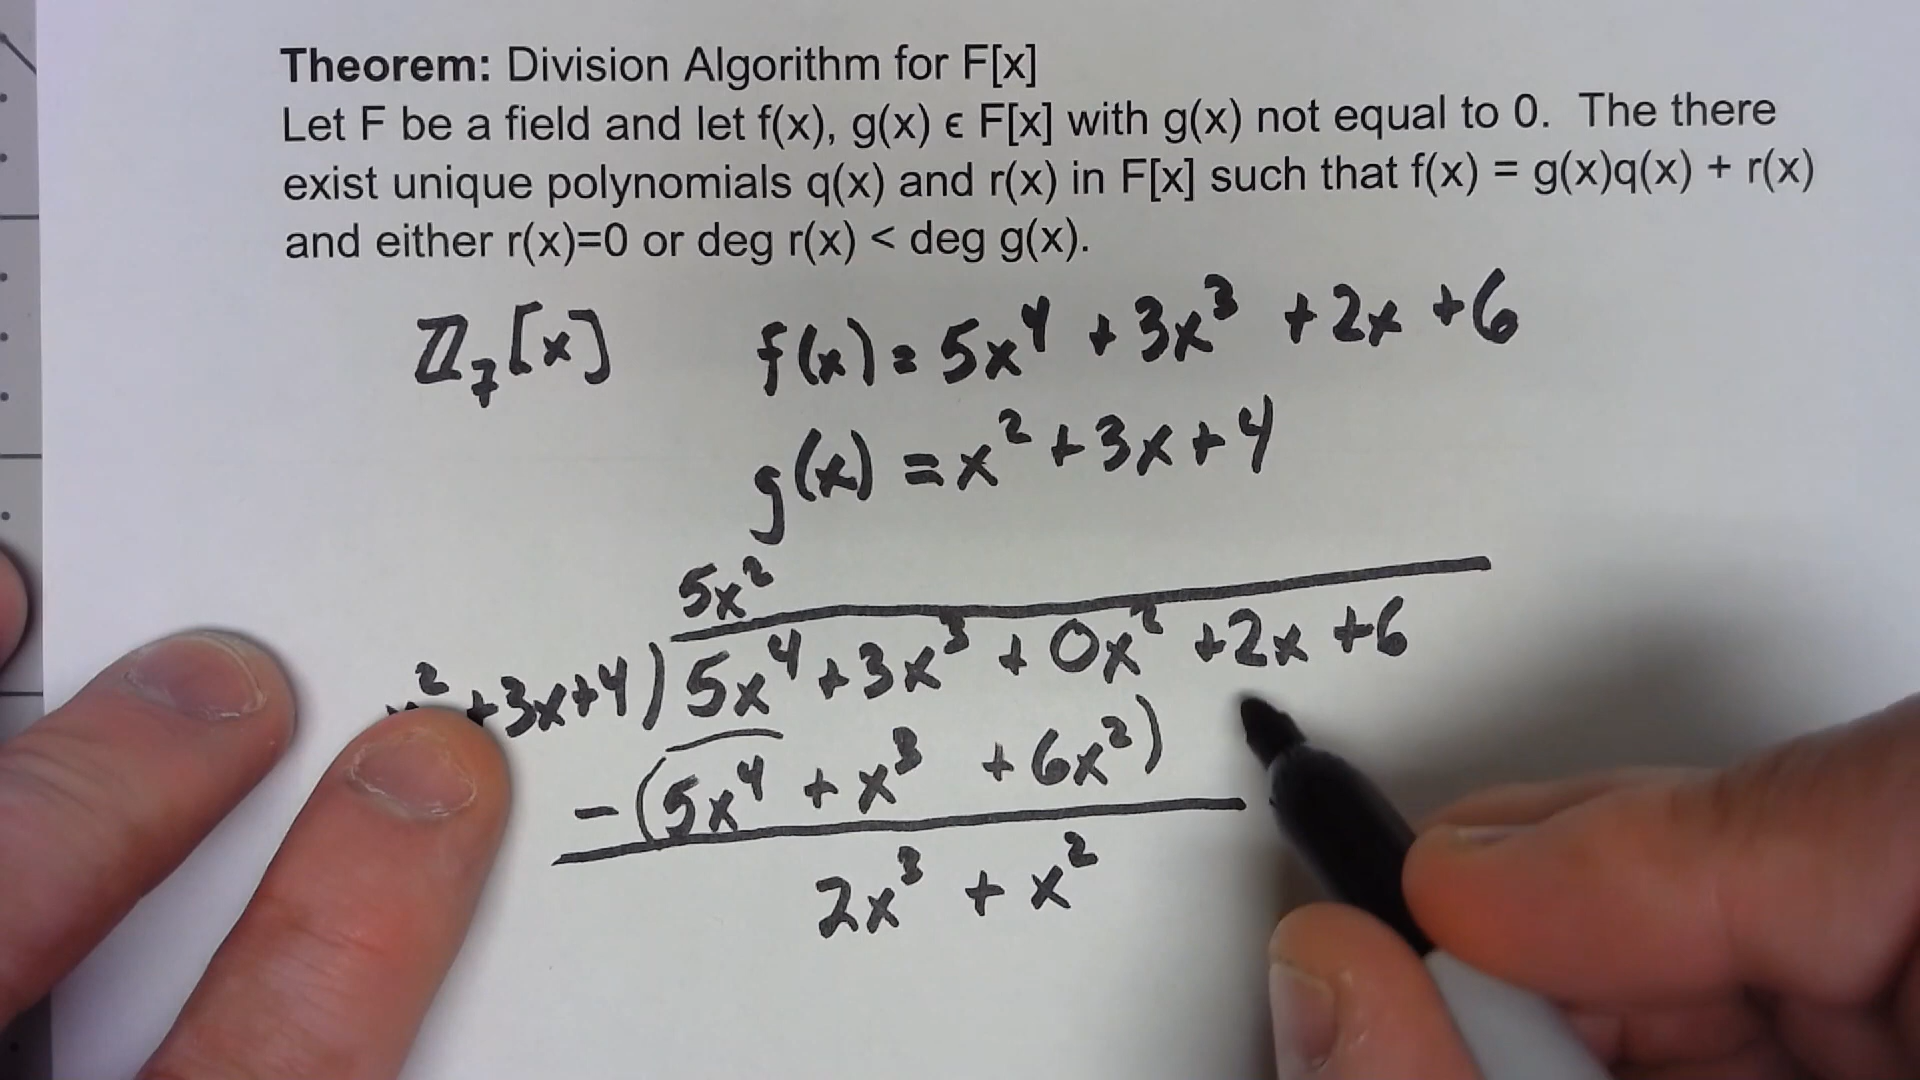 Theorem: Division Algorithm for F[x]
Let F be a field and let f(x), g(x) ϵ F[x] with g(x) not equal to 0. The there
exist unique polynomials q(x) and r(x) in F[x] such that f(x) = g(x)q(x) + r(x)
and either r(x)=0 or deg r(x) < deg g(x).
ℤ₇[x] f(x) = 5x⁴ + 3x³ + 2x + 6
g(x) = x² + 3x + 4
5x²
x² + 3x + 4 ) 5x⁴ + 3x³ + 0x² + 2x + 6
- (5x⁴ + x³ + 6x²)
2x³ + x²